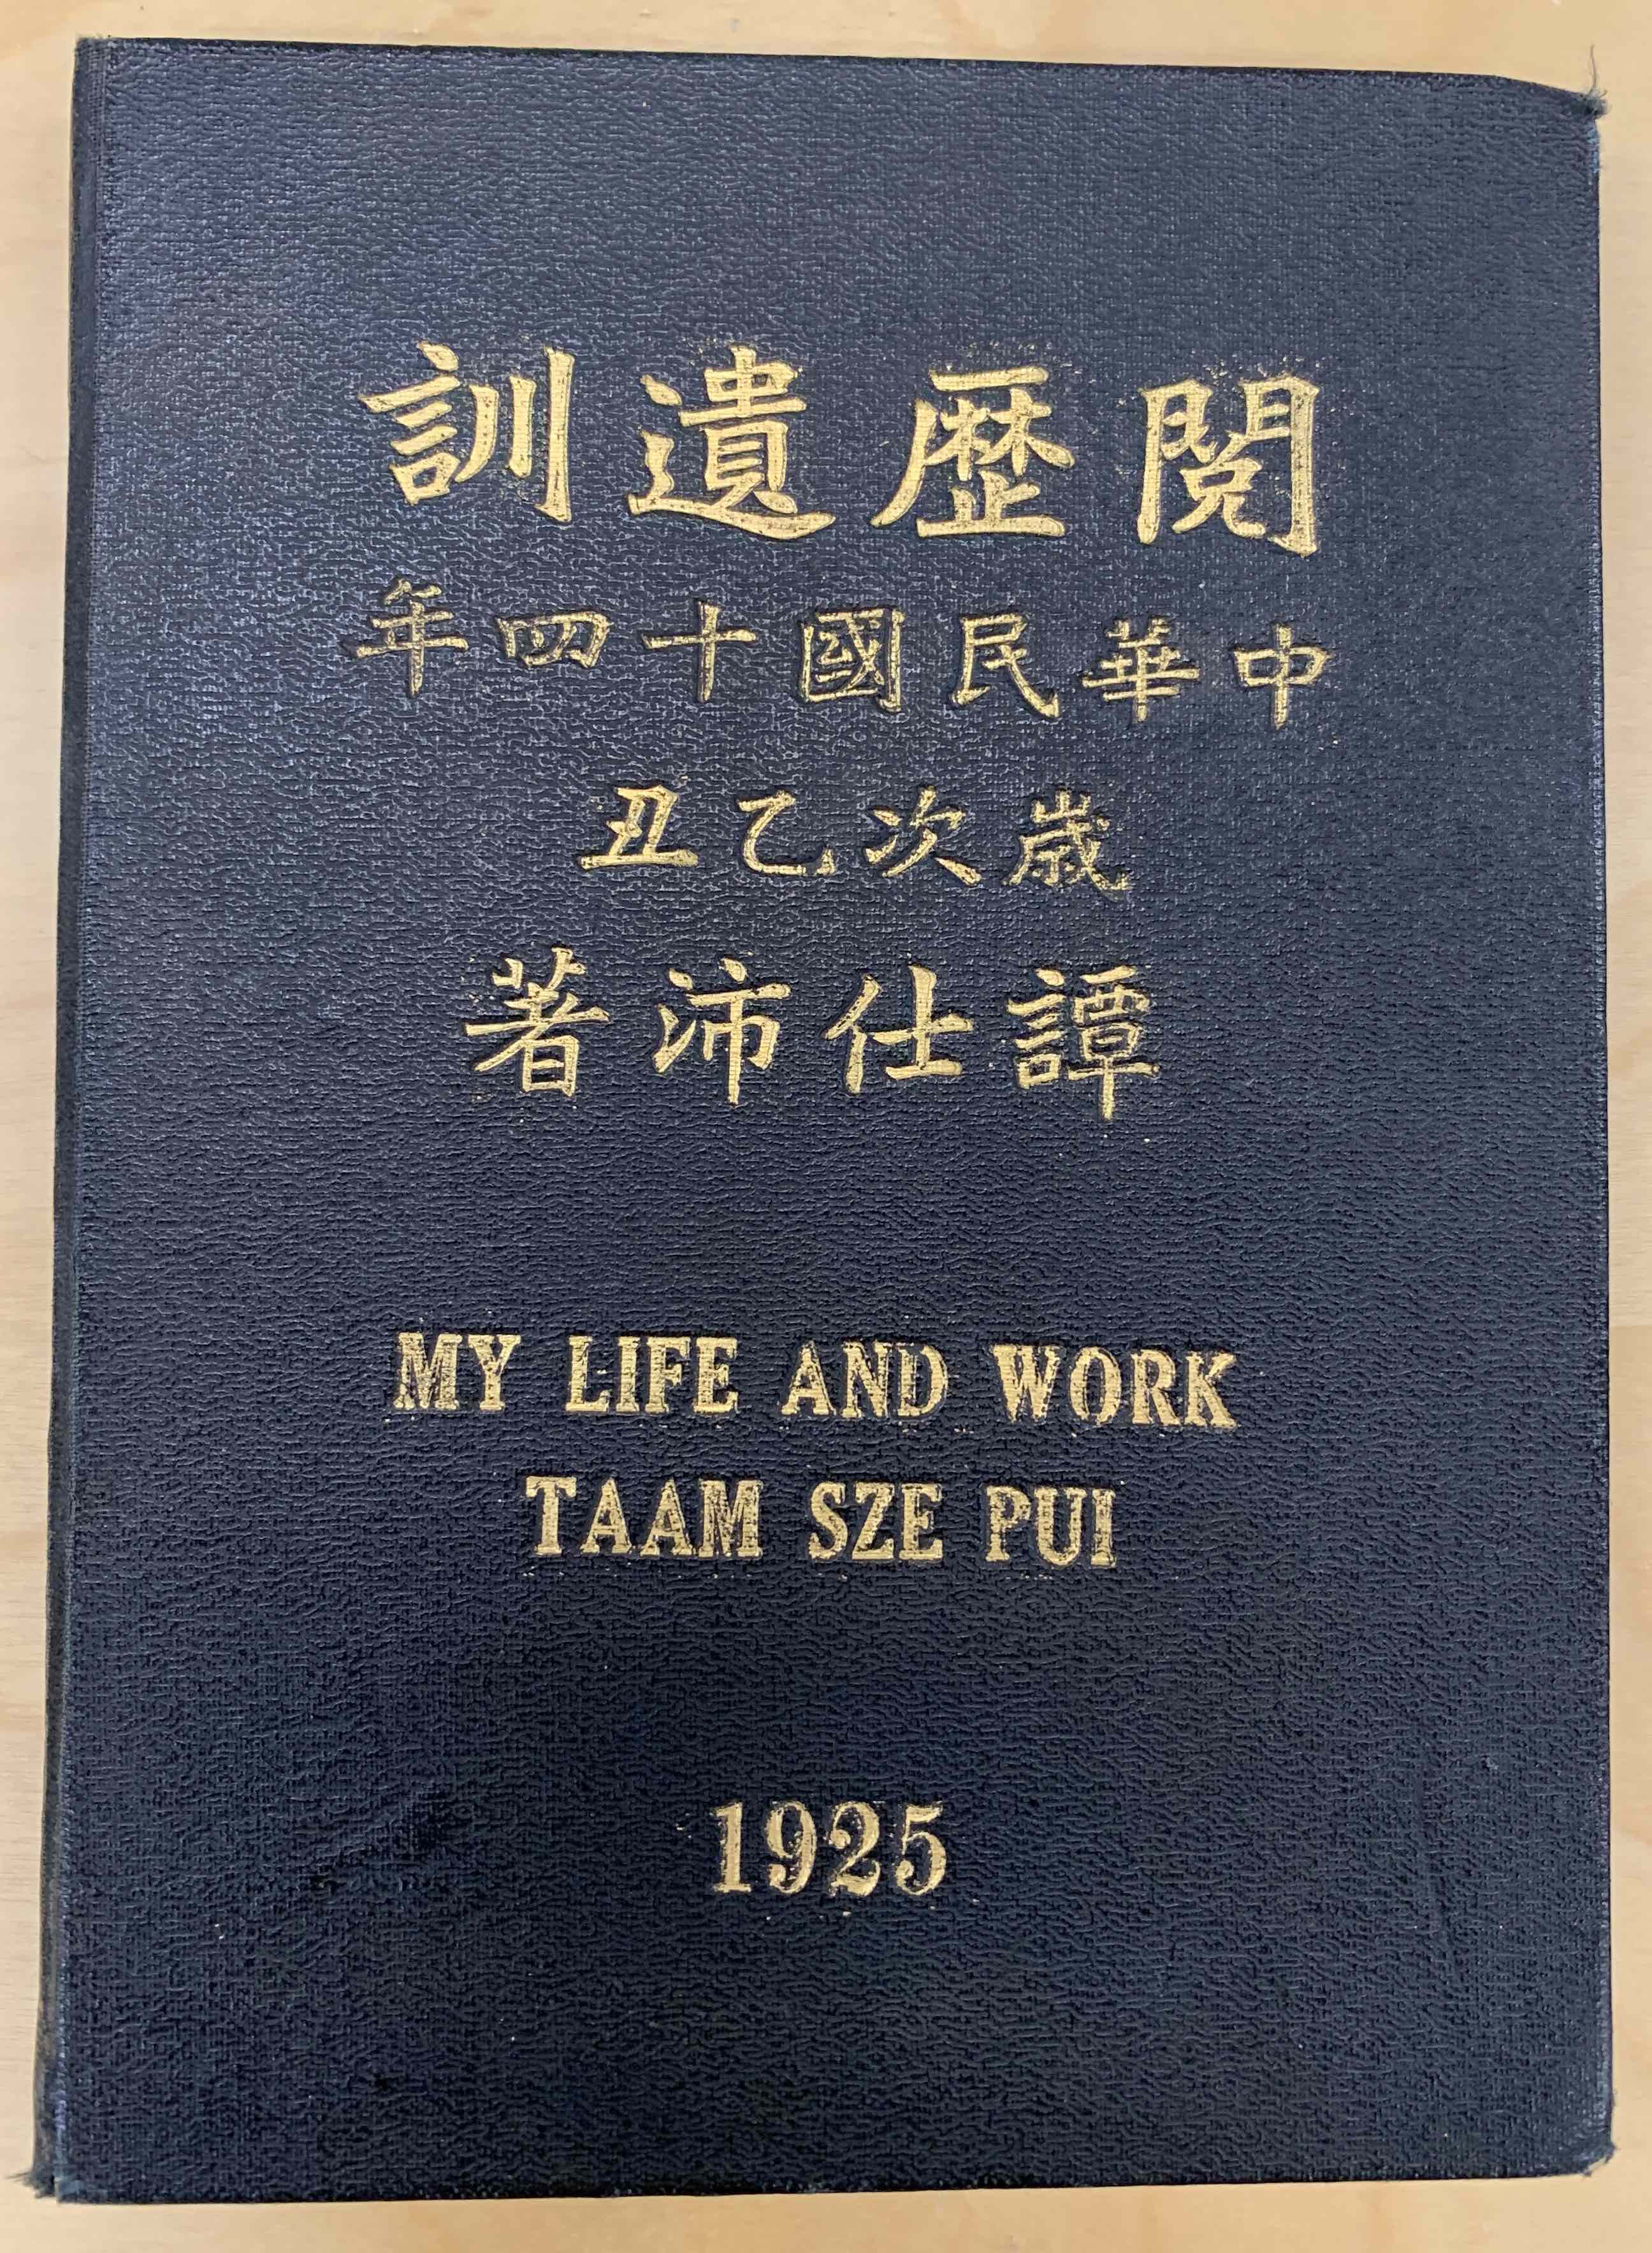 閱歷遺訓
中華民國十四年
歲次乙丑
譚仕沛著
MY LIFE AND WORK
TAAM SZE PUI
1925